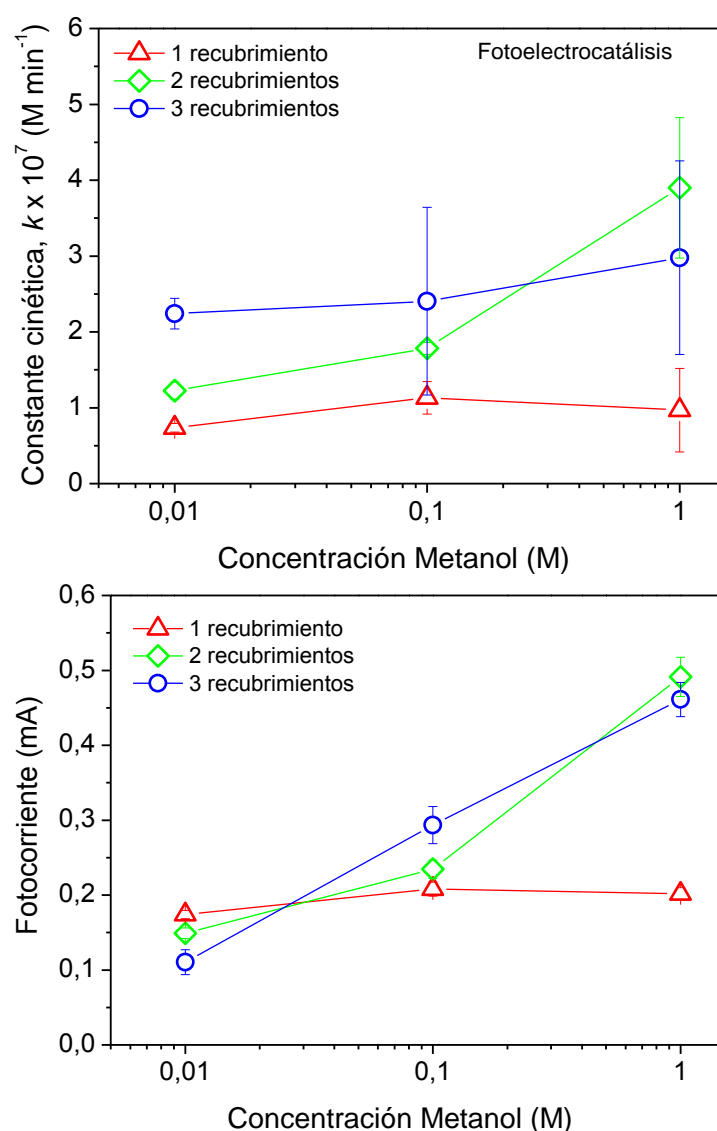 6
5
4
3
2
1
0
Constante cinética, k x 10⁷ (M min⁻¹)
1 recubrimiento
2 recubrimientos
3 recubrimientos
Fotoelectrocatálisis
0,01 0,1 1
Concentración Metanol (M)
0,6
0,5
0,4
0,3
0,2
0,1
0,0
Fotocorriente (mA)
1 recubrimiento
2 recubrimientos
3 recubrimientos
0,01 0,1 1
Concentración Metanol (M)